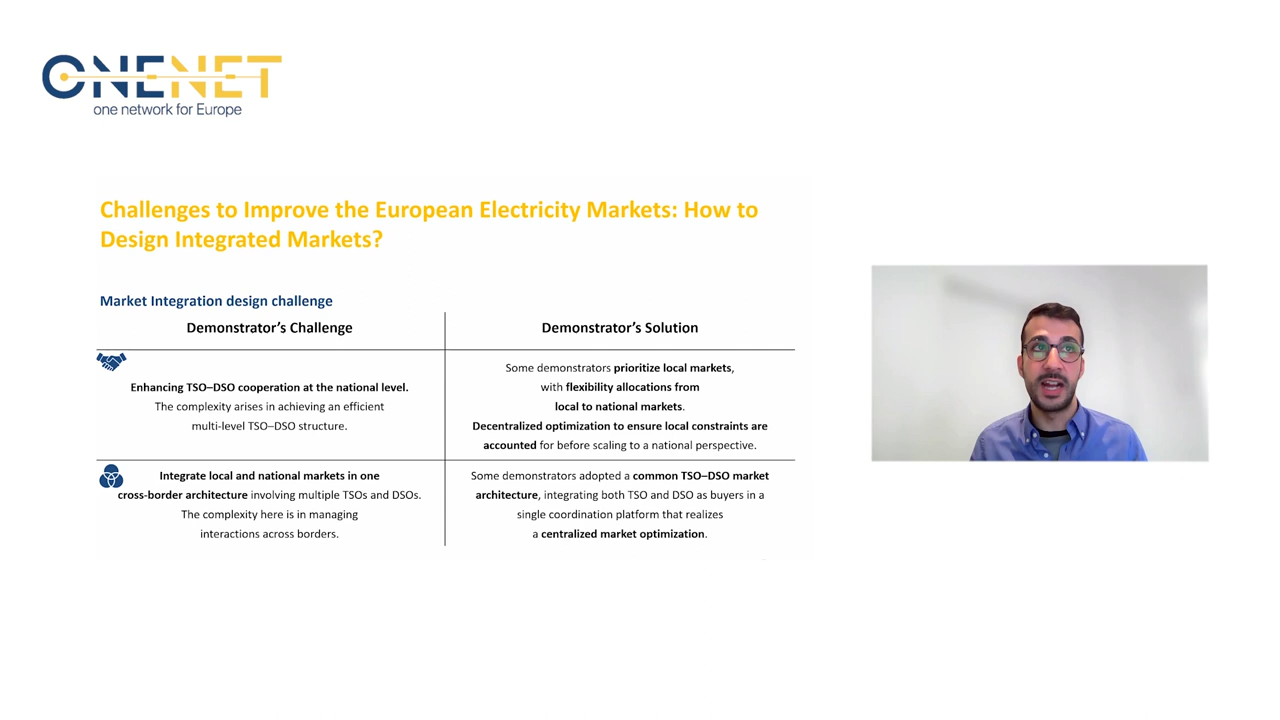 ONENET
one network for Europe
Challenges to Improve the European Electricity Markets: How to
Design Integrated Markets?
Market Integration design challenge
Demonstrator’s Challenge
Demonstrator’s Solution
Enhancing TSO–DSO cooperation at the national level.
The complexity arises in achieving an efficient
multi-level TSO–DSO structure.
Some demonstrators prioritize local markets,
with flexibility allocations from
local to national markets.
Decentralized optimization to ensure local constraints are
accounted for before scaling to a national perspective.
Integrate local and national markets in one
cross-border architecture involving multiple TSOs and DSOs.
The complexity here is in managing
interactions across borders.
Some demonstrators adopted a common TSO–DSO market
architecture, integrating both TSO and DSO as buyers in a
single coordination platform that realizes
a centralized market optimization.